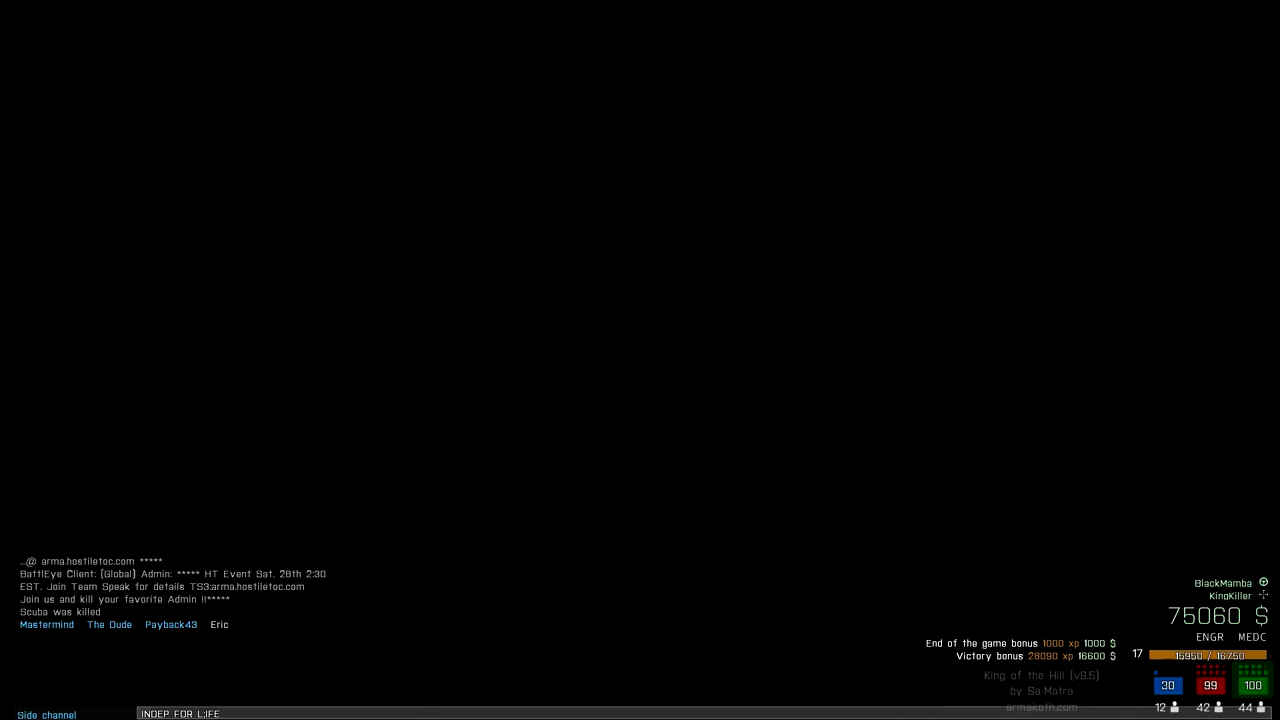 ...@ arma.hostiletoc.com *****
BattlEye Client: (Global) Admin: ***** HT Event Sat. 28th 2:30
EST. Join Team Speak for details TS3:arma.hostiletoc.com
Join us and kill your favorite Admin !!*****
Scuba was killed
Mastermind The Dude Payback43 Eric
BlackMamba
KingKiller
75060 $
ENGR MEDC
End of the game bonus 1000 xp 1000 $
Victory bonus 28090 xp 16600 $
17 15950 / 16750
King of the Hill (v8.5)
by Sa-Matra
armakoth.com
30 99 100
12 42 44
Side channel INDEP FOR L;IFE